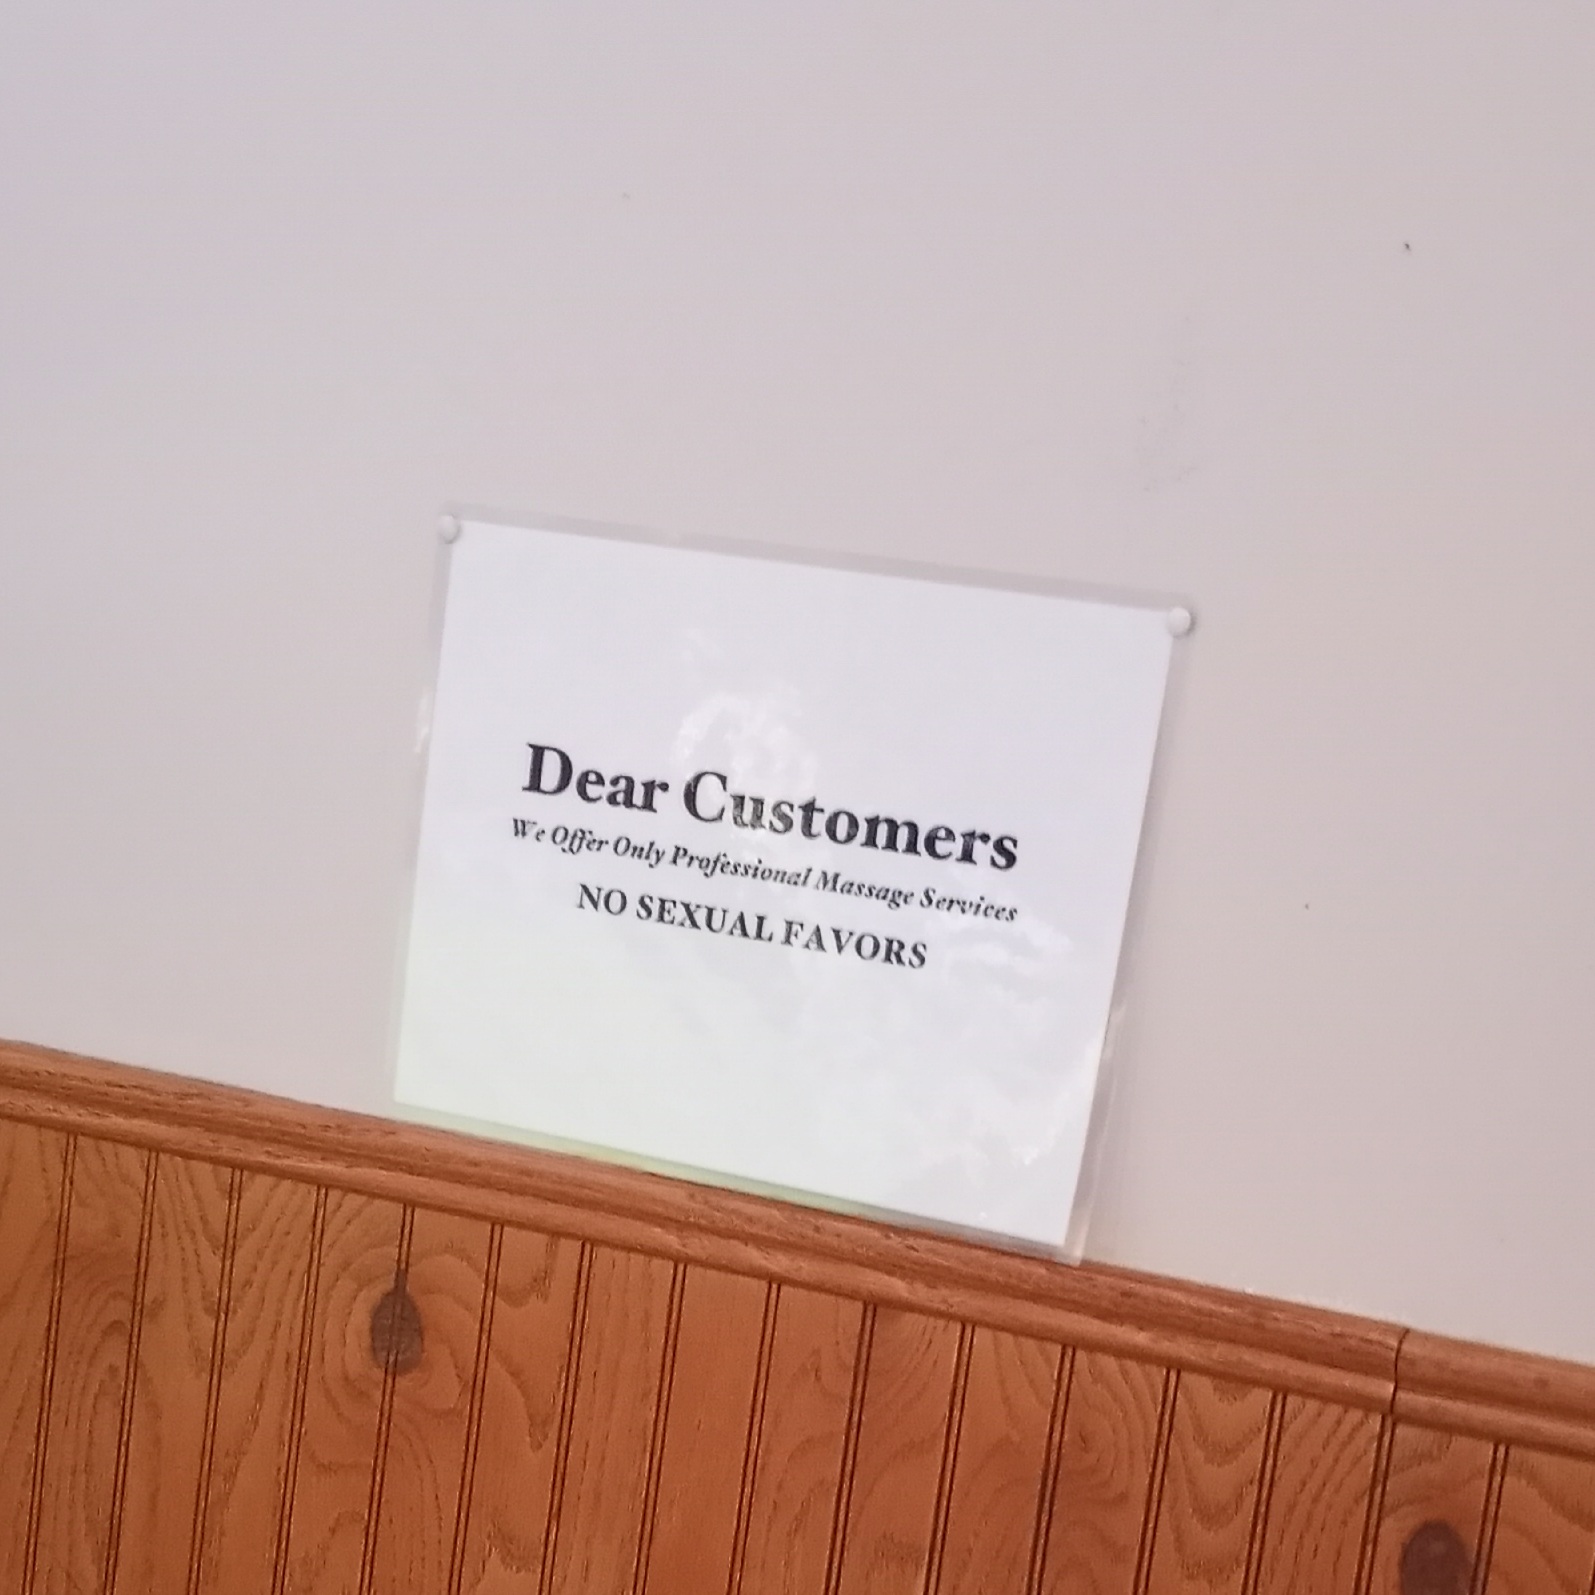 Dear Customers
We Offer Only Professional Massage Services
NO SEXUAL FAVORS